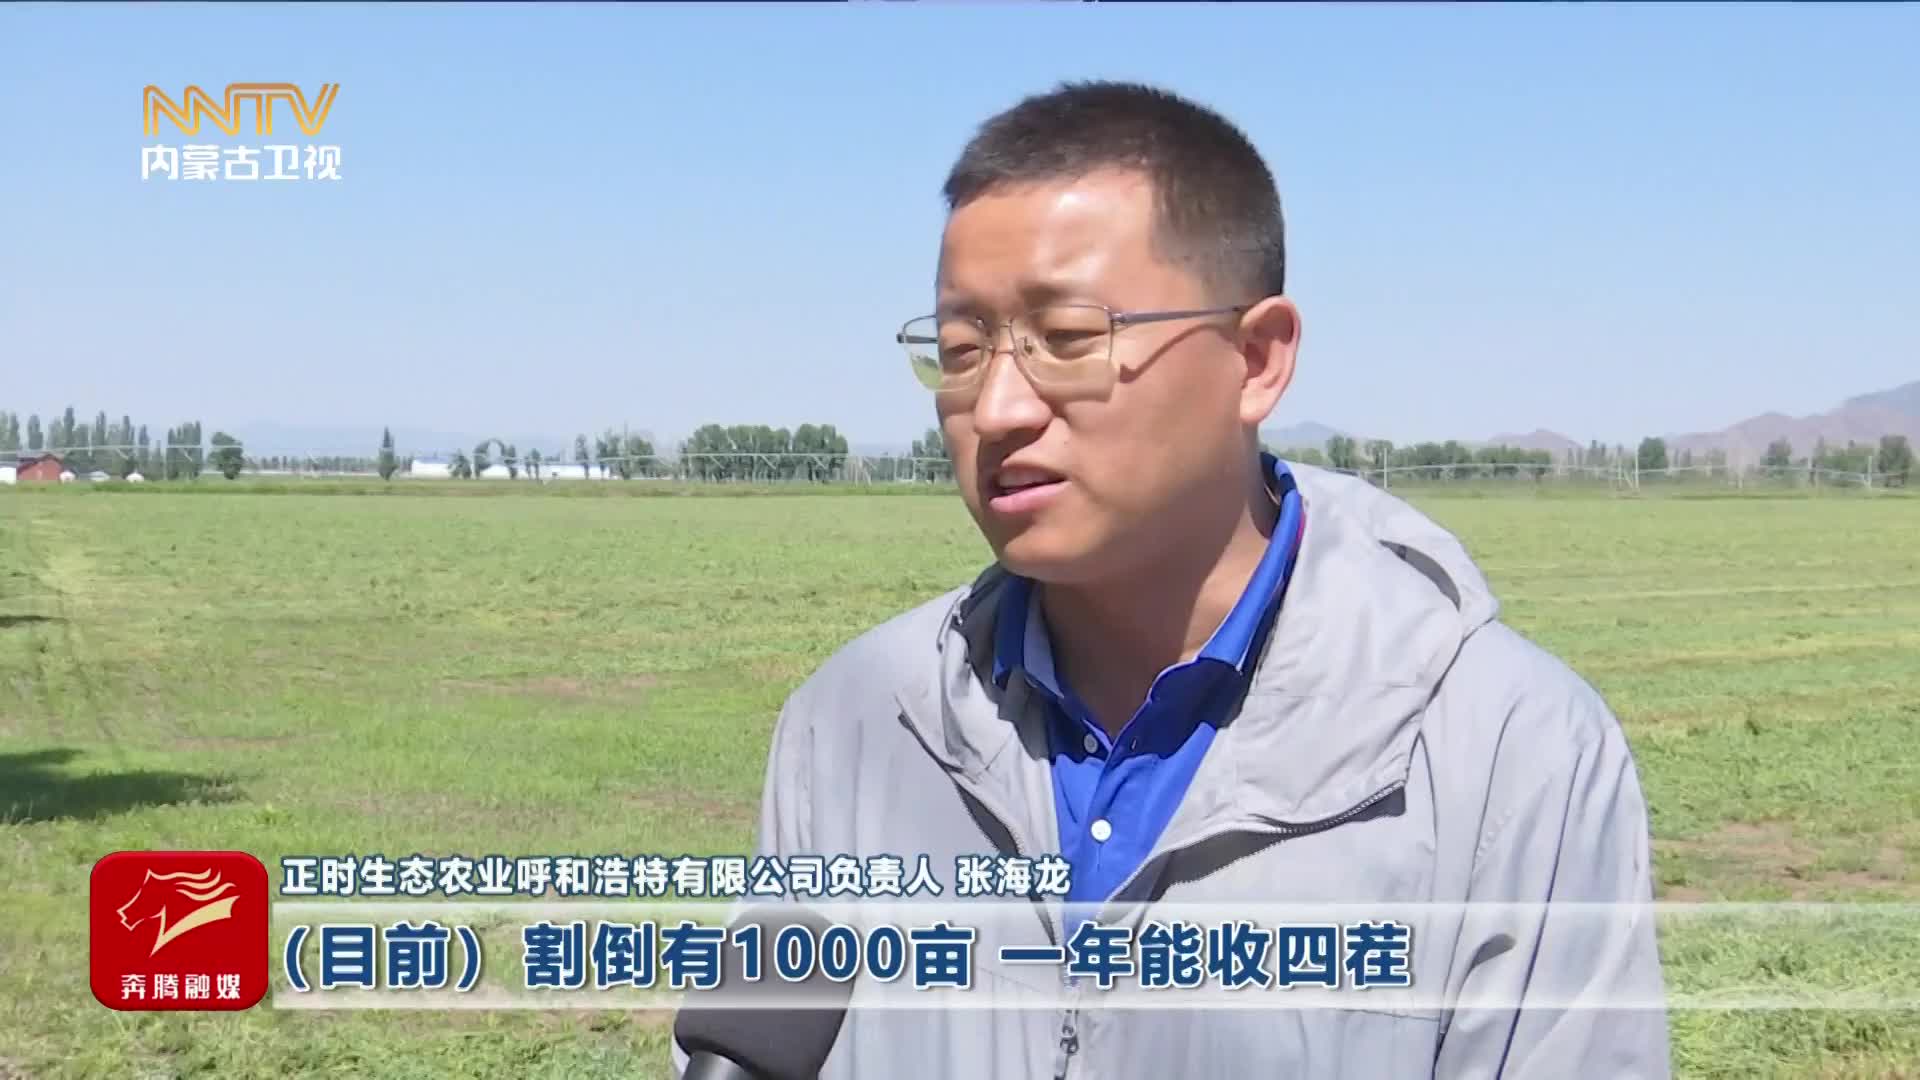 NNTV
内蒙古卫视
正时生态农业呼和浩特有限公司负责人 张海龙
(目前) 割倒有1000亩 一年能收四茬
奔腾融媒